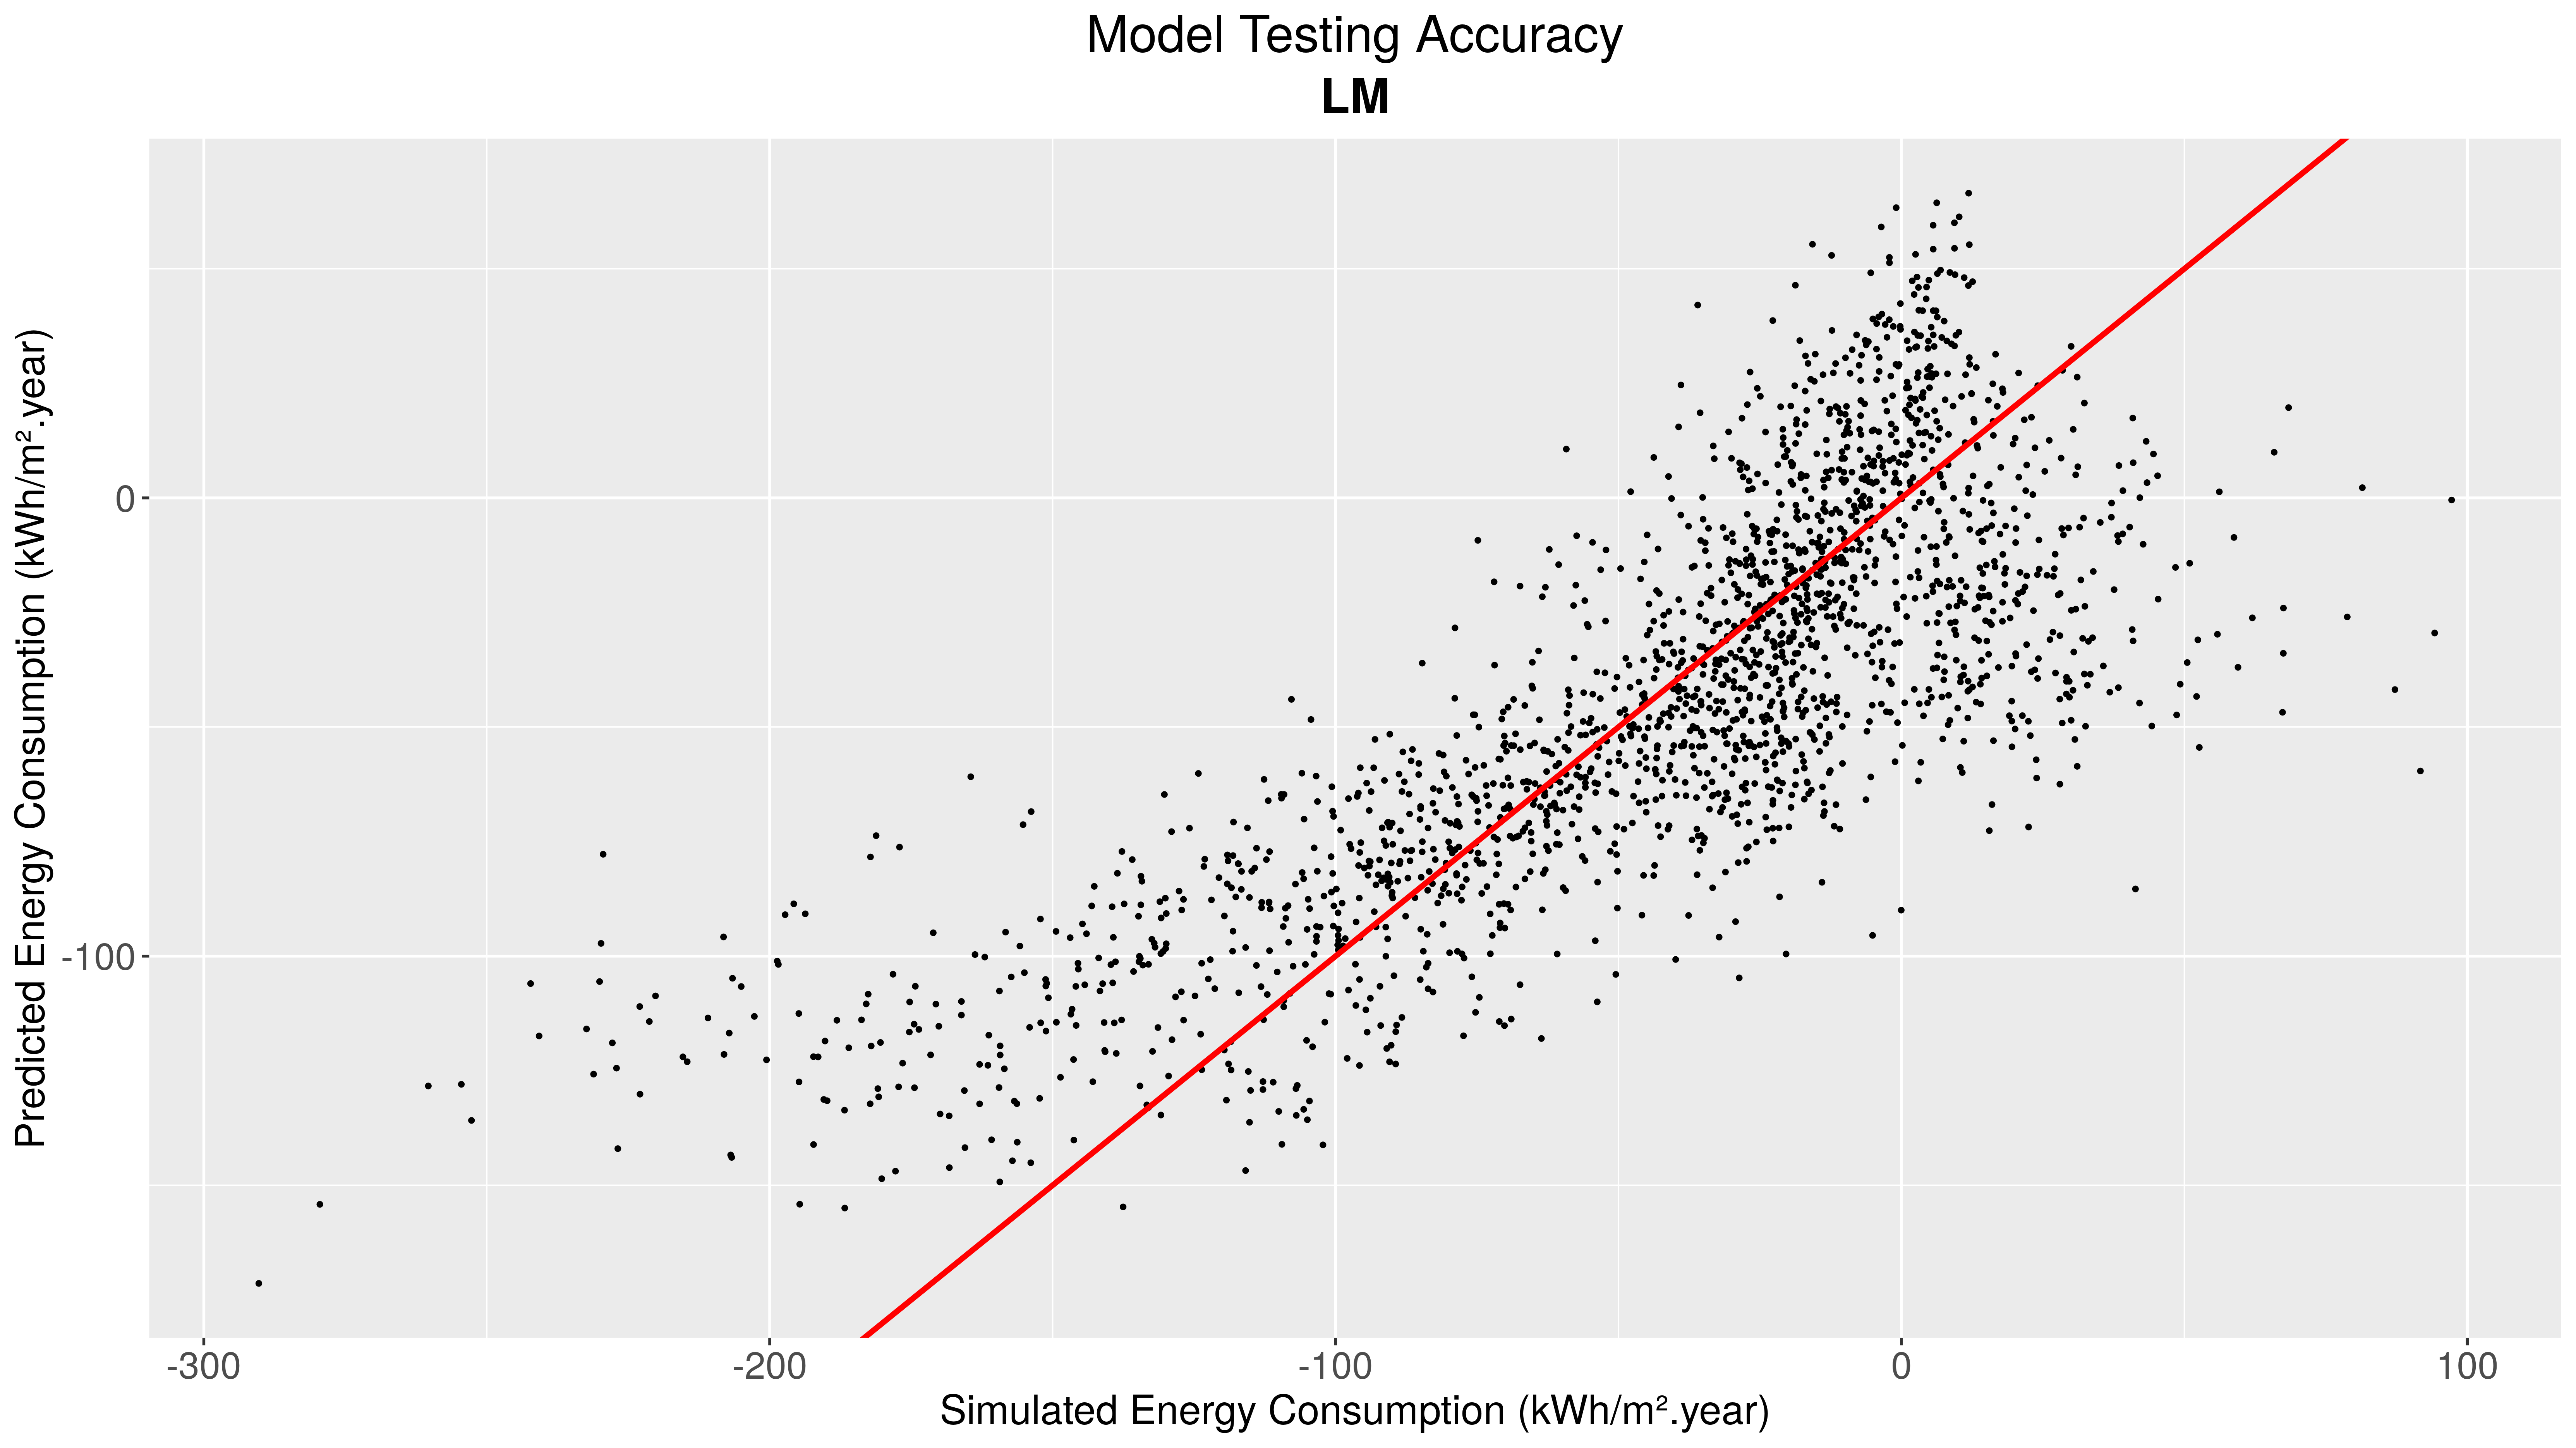 Model Testing Accuracy
LM
Predicted Energy Consumption (kWh/m².year)
0
-100
-300
-200
-100
0
100
Simulated Energy Consumption (kWh/m².year)